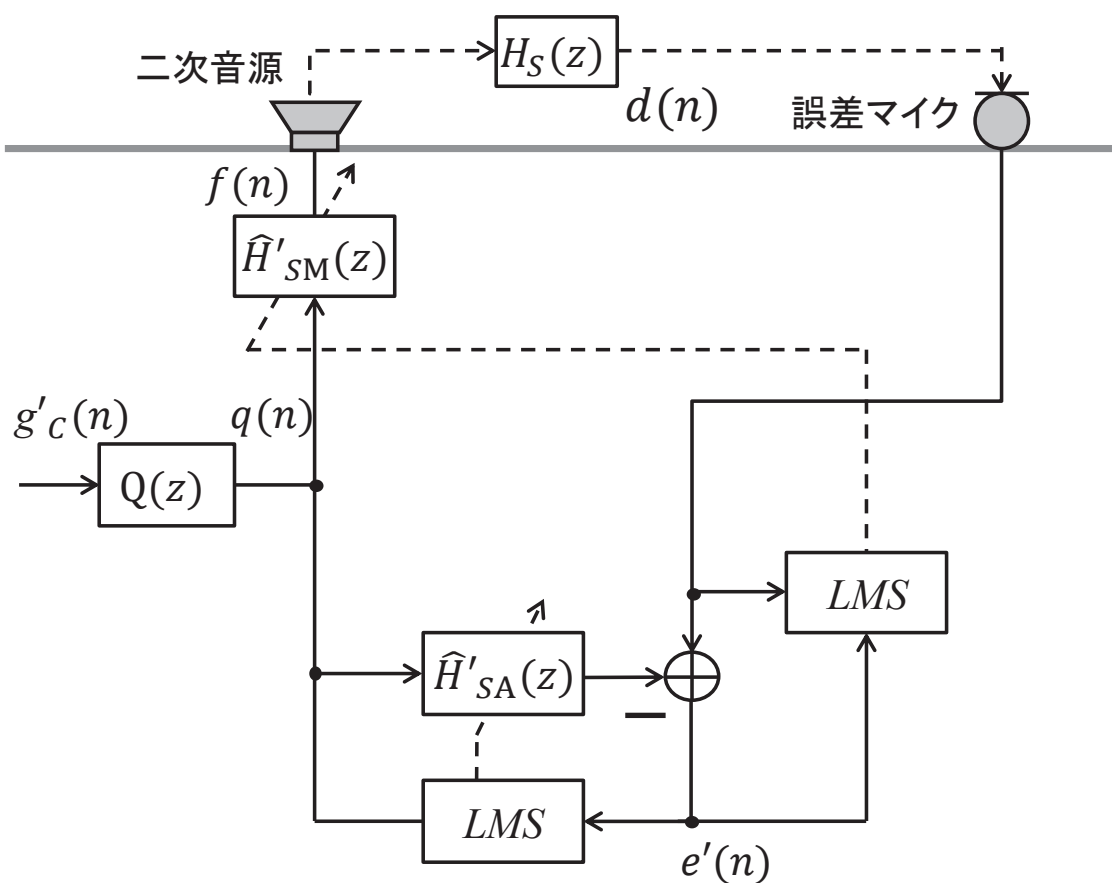 二次音源
H_S(z)
d(n)
誤差マイク
f(n)
Ĥ'_SM(z)
g'_C(n)
q(n)
Q(z)
LMS
Ĥ'_SA(z)
−
LMS
e'(n)